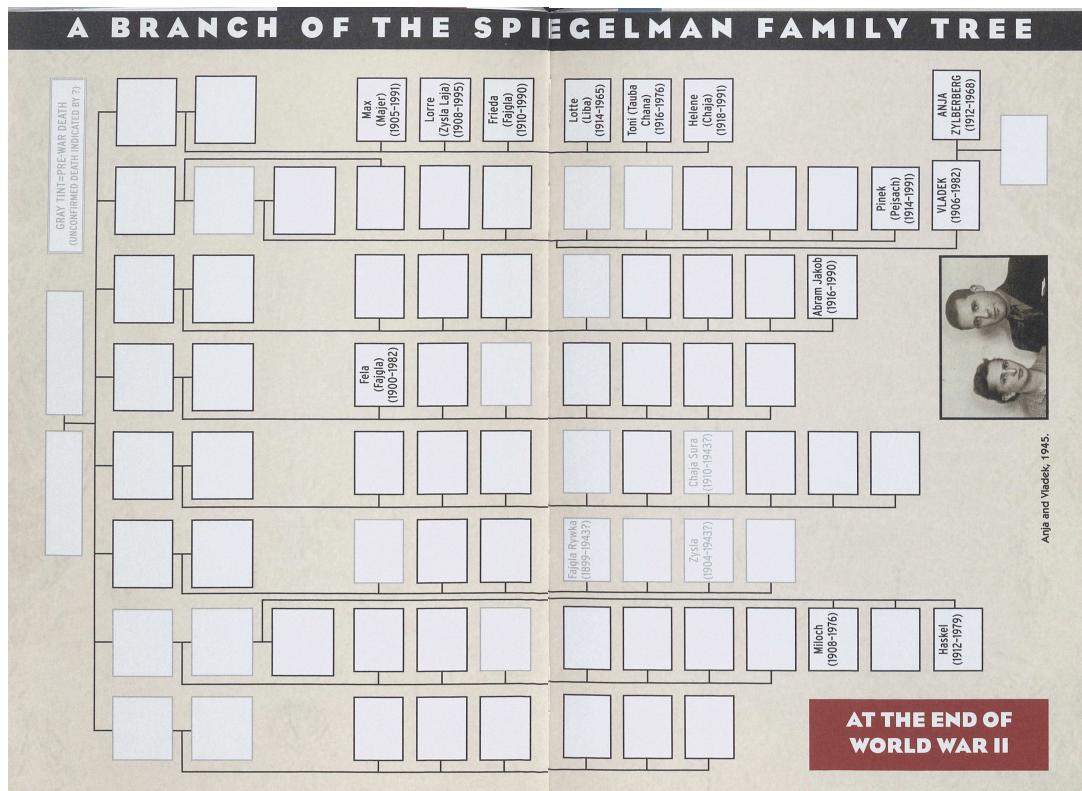 A BRANCH OF THE SPIEGELMAN FAMILY TREE
GRAY TINT=PRE-WAR DEATH
(UNCONFIRMED DEATH INDICATED BY ?)
Max
(Majer)
(1905-1991)
Lorre
(Zysla Laja)
(1908-1995)
Frieda
(Fajgla)
(1910-1990)
Lotte
(Liba)
(1914-1965)
Toni (Tauba
Chana)
(1916-1976)
Helene
(Chaja)
(1918-1991)
ANJA
ZYLBERBERG
(1912-1968)
Pinek
(Pejsach)
(1914-1991)
VLADEK
(1906-1982)
Abram Jakob
(1916-1990)
Fela
(Fajgla)
(1900-1982)
Chaja Sura
(1910-1943?)
Fajgla Rywka
(1899-1943?)
Zysla
(1904-1943?)
Miloch
(1908-1976)
Haskel
(1912-1979)
Anja and Vladek, 1945.
AT THE END OF
WORLD WAR II